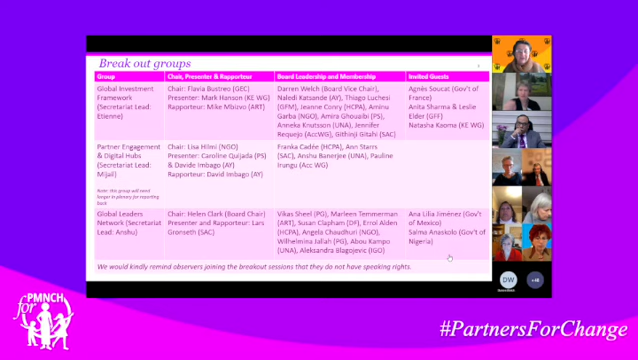 Break out groups
Group
Chair, Presenter & Rapporteur
Board Leadership and Membership
Invited Guests
Global Investment
Framework
(Secretariat Lead:
Etienne)
Chair: Flavia Bustreo (GEC)
Presenter: Mark Hanson (KE WG)
Rapporteur: Mike Mbizvo (ART)
Darren Welch (Board Vice Chair),
Naledi Katsande (AY), Thiago Luchesi
(GFM), Jeanne Conry (HCPA), Aminu
Garba (NGO), Amira Ghouaibi (PS),
Anneka Knutsson (UNA), Jennifer
Requejo (AccWG), Githinji Gitahi (SAC)
Agnès Soucat (Gov't of
France)
Anita Sharma & Leslie
Elder (GFF)
Natasha Kaoma (KE WG)
Partner Engagement
& Digital Hubs
(Secretariat Lead:
Mijail)
Note: this group will need
longer in plenary for reporting
back
Chair: Lisa Hilmi (NGO)
Presenter: Caroline Quijada (PS)
& Davide Imbago (AY)
Rapporteur: David Imbago (AY)
Franka Cadée (HCPA), Ann Starrs
(SAC), Anshu Banerjee (UNA), Pauline
Irungu (Acc WG)
Global Leaders
Network (Secretariat
Lead: Anshu)
Chair: Helen Clark (Board Chair)
Presenter and Rapporteur: Lars
Gronseth (SAC)
Vikas Sheel (PG), Marleen Temmerman
(ART), Susan Clapham (DF), Errol Alden
(HCPA), Angela Chaudhuri (NGO),
Wilhelmina Jallah (PG), Abou Kampo
(UNA), Aleksandra Blagojevic (IGO)
Ana Lilia Jiménez (Gov't
of Mexico)
Salma Anaskolo (Gov't of
Nigeria)
We would kindly remind observers joining the breakout sessions that they do not have speaking rights.
DW
+48
PMNCH
for
#PartnersForChange